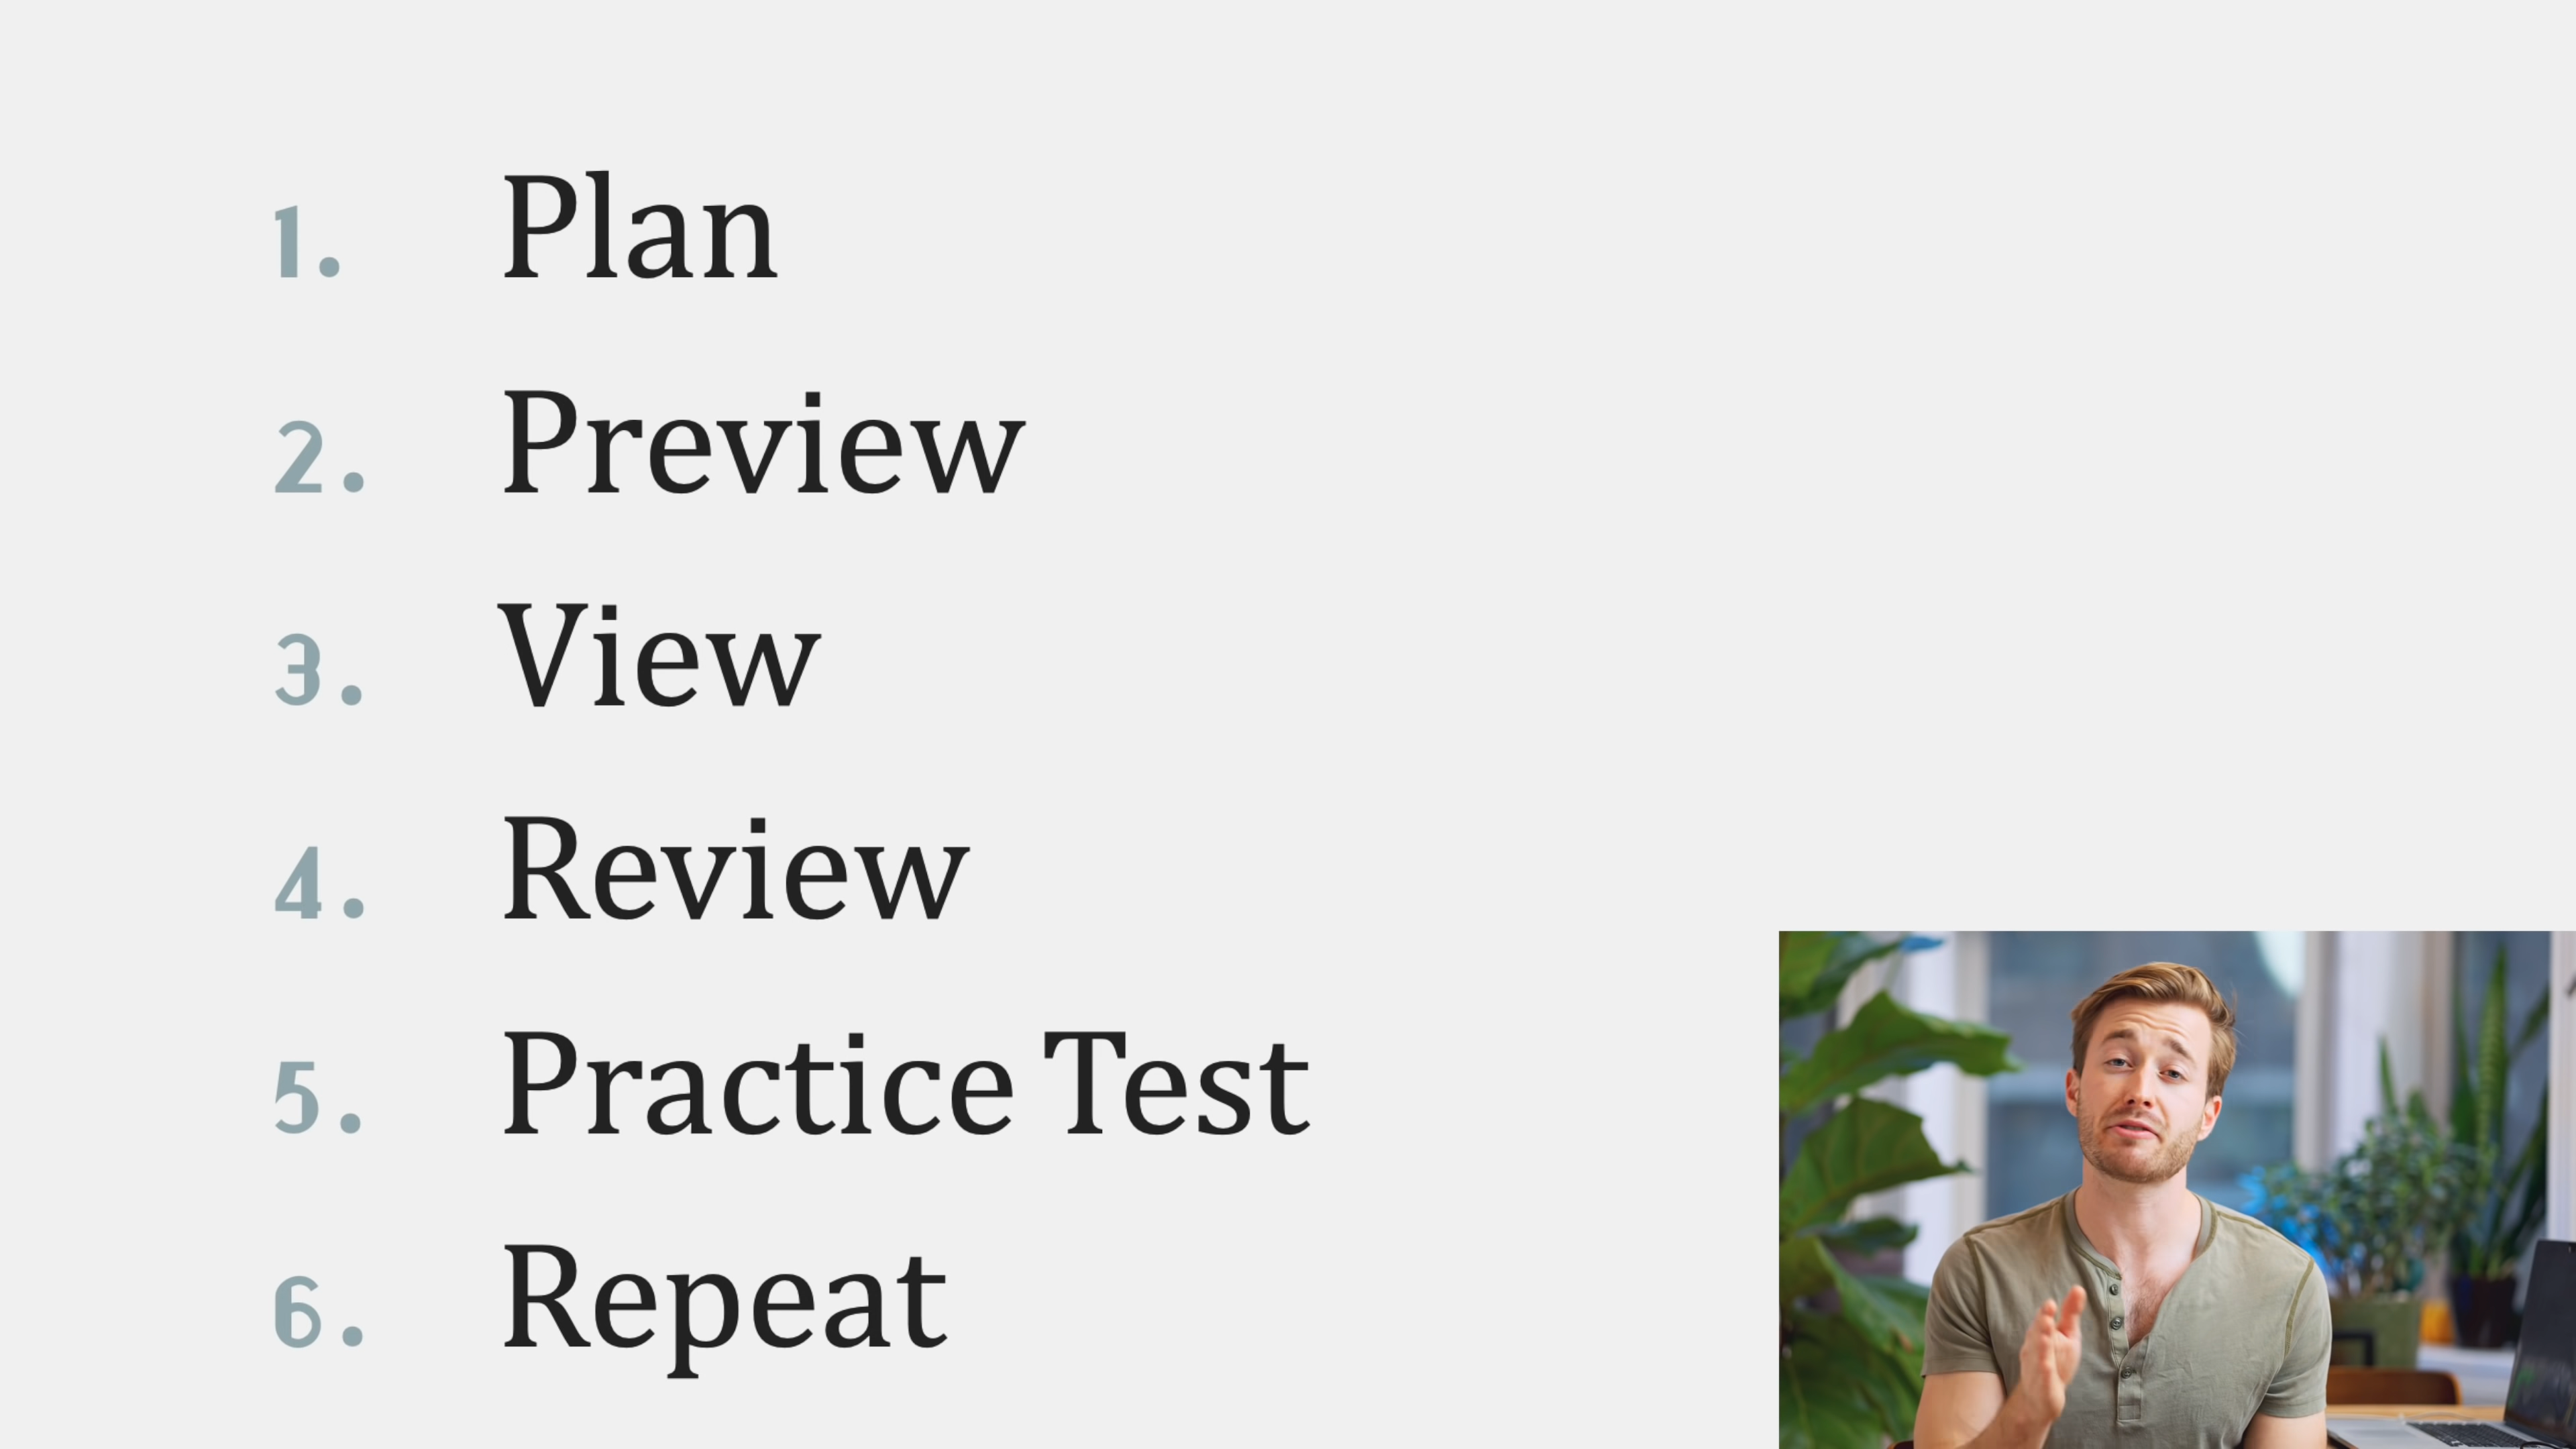 1. Plan
2. Preview
3. View
4. Review
5. Practice Test
6. Repeat